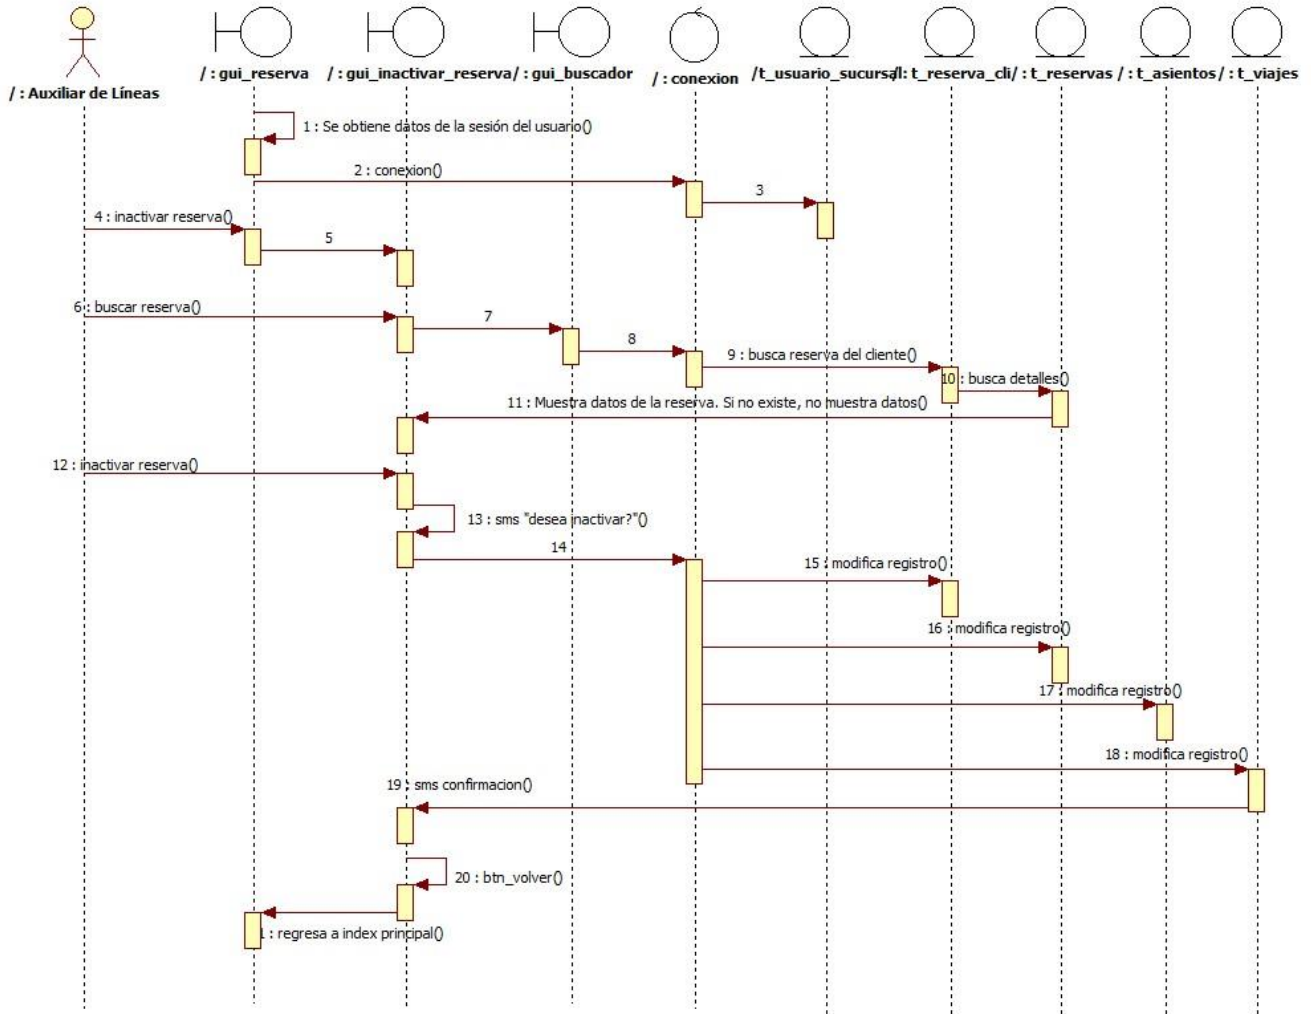 / : Auxiliar de Líneas
/ : gui_reserva
/ : gui_inactivar_reserva
/ : gui_buscador
/ : conexion
/t_usuario_sucursal
: t_reserva_cli
/ : t_reservas
/ : t_asientos
/ : t_viajes
1 : Se obtiene datos de la sesión del usuario()
2 : conexion()
3
4 : inactivar reserva()
5
6 : buscar reserva()
7
8
9 : busca reserva del cliente()
10 : busca detalles()
11 : Muestra datos de la reserva. Si no existe, no muestra datos()
12 : inactivar reserva()
13 : sms "desea inactivar?"()
14
15 : modifica registro()
16 : modifica registro()
17 : modifica registro()
18 : modifica registro()
19 : sms confirmacion()
20 : btn_volver()
1 : regresa a index principal()